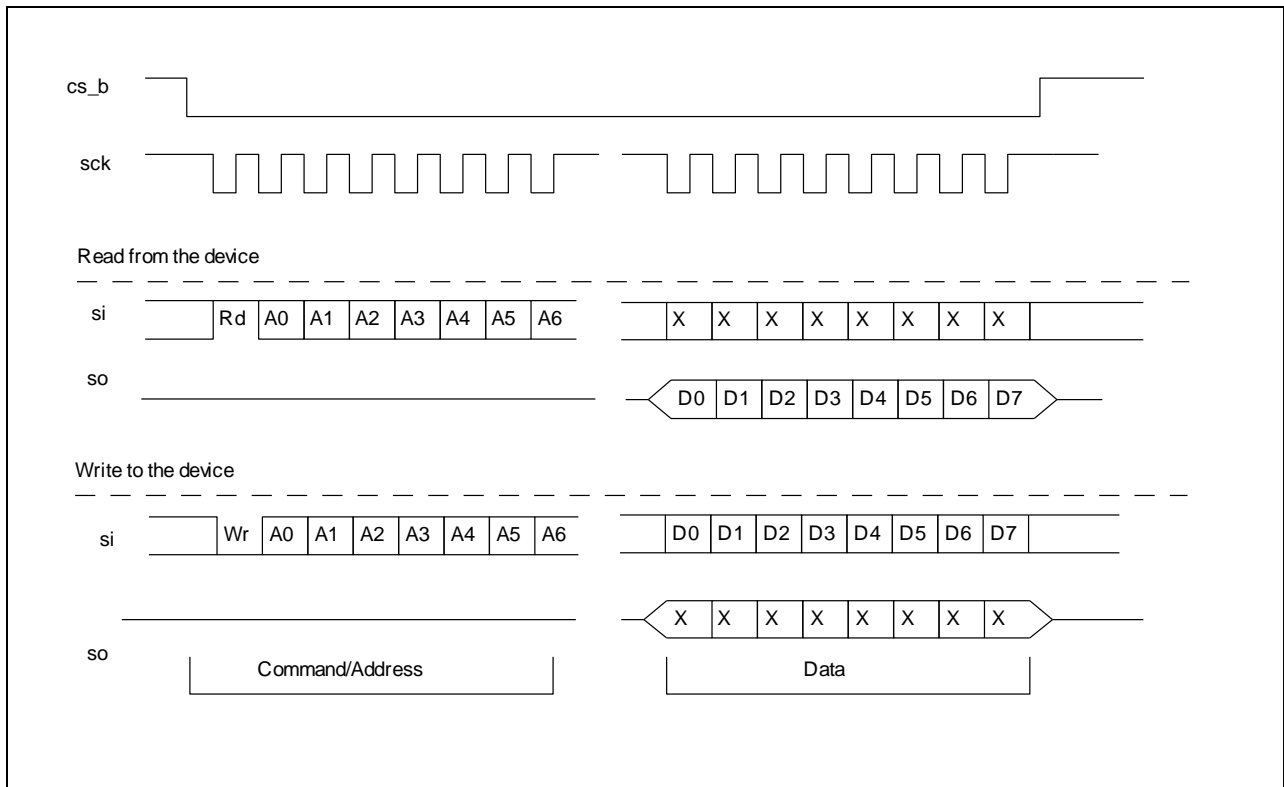 cs_b
sck
Read from the device
si Rd A0 A1 A2 A3 A4 A5 A6 X X X X X X X X
so D0 D1 D2 D3 D4 D5 D6 D7
Write to the device
si Wr A0 A1 A2 A3 A4 A5 A6 D0 D1 D2 D3 D4 D5 D6 D7
X X X X X X X X
so
Command/Address Data